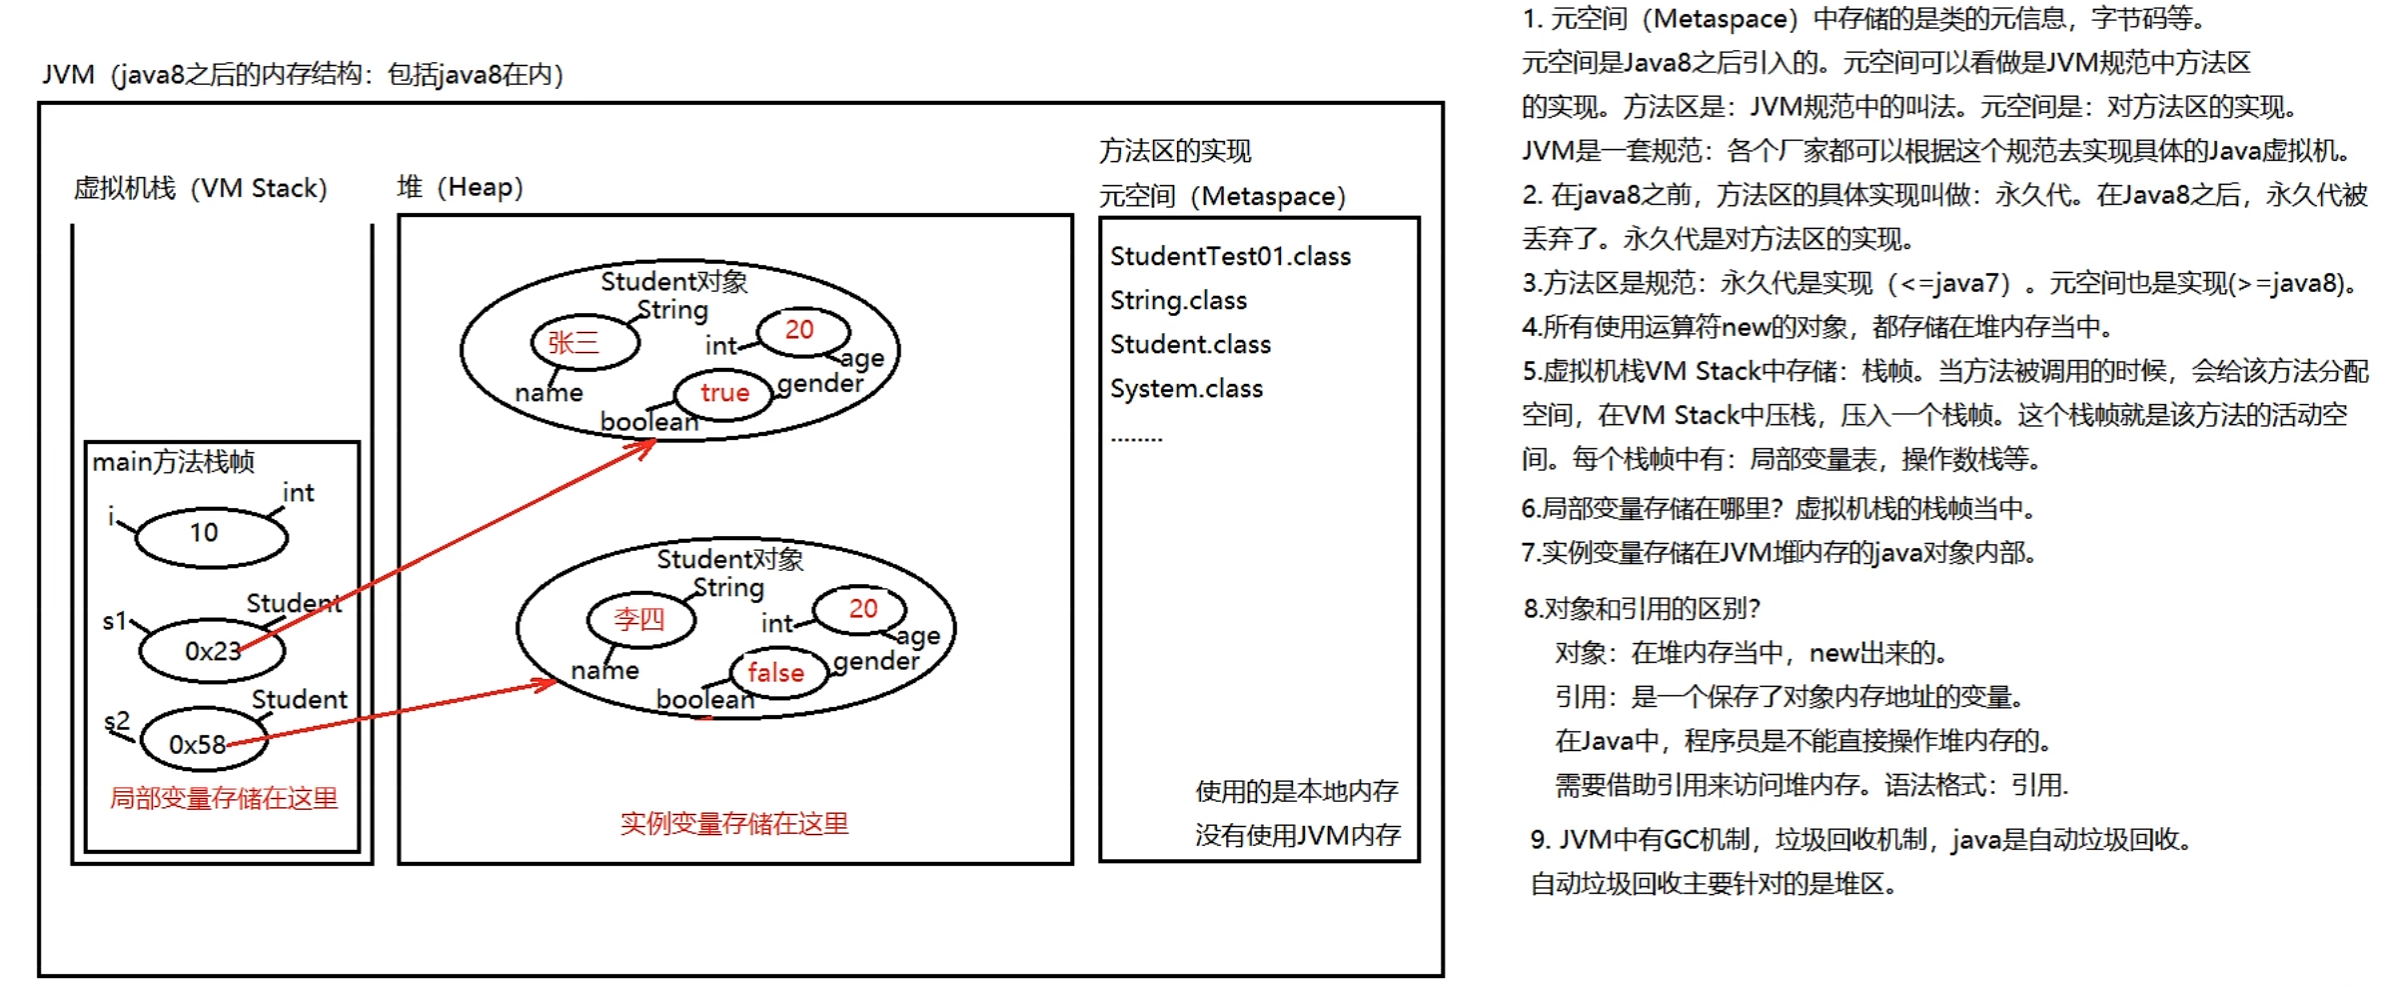 JVM（java8之后的内存结构：包括java8在内）
虚拟机栈（VM Stack）
main方法栈帧
int
i
10
Student
s1
0x23
Student
s2
0x58
局部变量存储在这里
堆（Heap）
Student对象
String
张三
name
int
20
age
true
gender
boolean
Student对象
String
李四
name
int
20
age
false
gender
boolean
实例变量存储在这里
方法区的实现
元空间（Metaspace）
StudentTest01.class
String.class
Student.class
System.class
........
使用的是本地内存
没有使用JVM内存
1. 元空间（Metaspace）中存储的是类的元信息，字节码等。
元空间是Java8之后引入的。元空间可以看做是JVM规范中方法区
的实现。方法区是：JVM规范中的叫法。元空间是：对方法区的实现。
JVM是一套规范：各个厂家都可以根据这个规范去实现具体的Java虚拟机。
2. 在java8之前，方法区的具体实现叫做：永久代。在Java8之后，永久代被
丢弃了。永久代是对方法区的实现。
3.方法区是规范：永久代是实现（<=java7）。元空间也是实现(>=java8)。
4.所有使用运算符new的对象，都存储在堆内存当中。
5.虚拟机栈VM Stack中存储：栈帧。当方法被调用的时候，会给该方法分配
空间，在VM Stack中压栈，压入一个栈帧。这个栈帧就是该方法的活动空
间。每个栈帧中有：局部变量表，操作数栈等。
6.局部变量存储在哪里？虚拟机栈的栈帧当中。
7.实例变量存储在JVM堆内存的java对象内部。
8.对象和引用的区别？
对象：在堆内存当中，new出来的。
引用：是一个保存了对象内存地址的变量。
在Java中，程序员是不能直接操作堆内存的。
需要借助引用来访问堆内存。语法格式：引用.
9. JVM中有GC机制，垃圾回收机制，java是自动垃圾回收。
自动垃圾回收主要针对的是堆区。